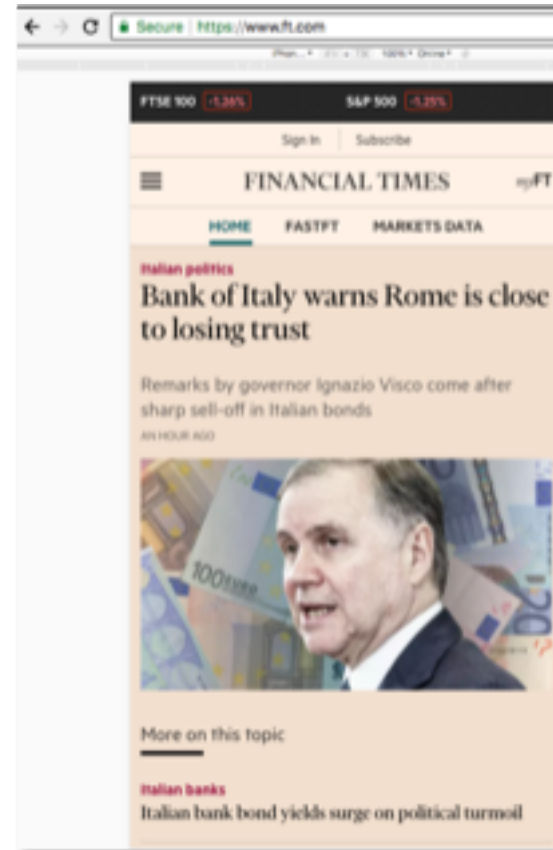 Secure https://www.ft.com
100% Online
FTSE 100 -1.26% S&P 500 -1.25%
Sign In Subscribe
FINANCIAL TIMES myFT
HOME FASTFT MARKETS DATA
Italian politics
Bank of Italy warns Rome is close
to losing trust
Remarks by governor Ignazio Visco come after
sharp sell-off in Italian bonds
AN HOUR AGO
100 EYPΩ
More on this topic
Italian banks
Italian bank bond yields surge on political turmoil